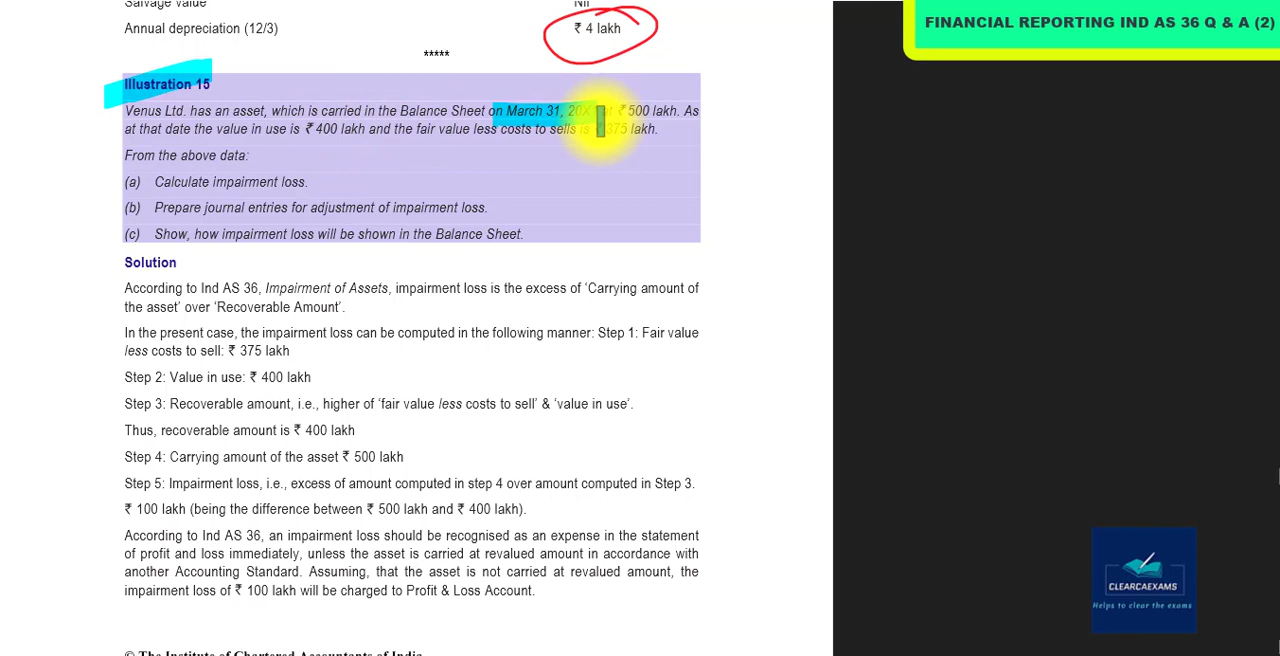 Salvage value Nil
Annual depreciation (12/3) ₹ 4 lakh
*****
Illustration 15
Venus Ltd. has an asset, which is carried in the Balance Sheet on March 31, 20X at ₹ 500 lakh. As
at that date the value in use is ₹ 400 lakh and the fair value less costs to sells is ₹ 375 lakh.
From the above data:
(a) Calculate impairment loss.
(b) Prepare journal entries for adjustment of impairment loss.
(c) Show, how impairment loss will be shown in the Balance Sheet.
Solution
According to Ind AS 36, Impairment of Assets, impairment loss is the excess of ‘Carrying amount of
the asset’ over ‘Recoverable Amount’.
In the present case, the impairment loss can be computed in the following manner: Step 1: Fair value
less costs to sell: ₹ 375 lakh
Step 2: Value in use: ₹ 400 lakh
Step 3: Recoverable amount, i.e., higher of ‘fair value less costs to sell’ & ‘value in use’.
Thus, recoverable amount is ₹ 400 lakh
Step 4: Carrying amount of the asset ₹ 500 lakh
Step 5: Impairment loss, i.e., excess of amount computed in step 4 over amount computed in Step 3.
₹ 100 lakh (being the difference between ₹ 500 lakh and ₹ 400 lakh).
According to Ind AS 36, an impairment loss should be recognised as an expense in the statement
of profit and loss immediately, unless the asset is carried at revalued amount in accordance with
another Accounting Standard. Assuming, that the asset is not carried at revalued amount, the
impairment loss of ₹ 100 lakh will be charged to Profit & Loss Account.
© The Institute of Chartered Accountants of India
FINANCIAL REPORTING IND AS 36 Q & A (2)
CLEARCAEXAMS
Helps to clear the exams